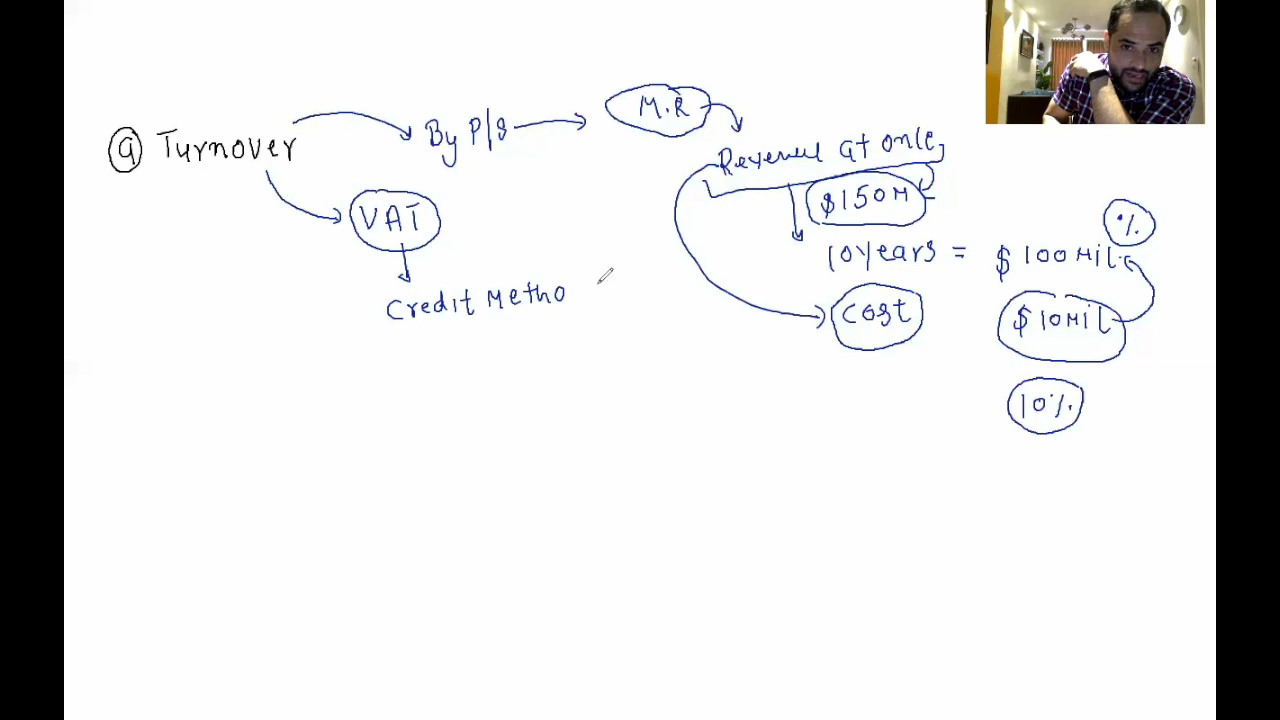 (a) Turnover
By P/S
M.R
Revenue at once,
$150M
10 years = $100 Mil
%
VAT
Credit Metho
Cost
$10 Mil
10%